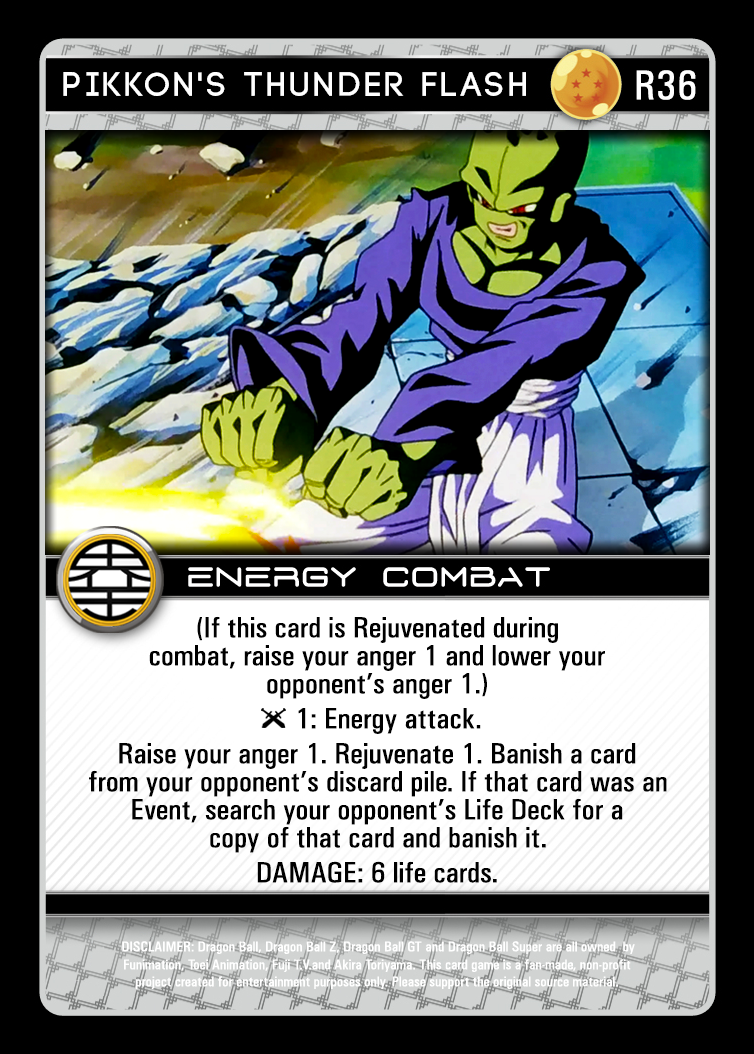 PIKKON'S THUNDER FLASH R36
ENERGY COMBAT
(If this card is Rejuvenated during
combat, raise your anger 1 and lower your
opponent's anger 1.)
1: Energy attack.
Raise your anger 1. Rejuvenate 1. Banish a card
from your opponent's discard pile. If that card was an
Event, search your opponent's Life Deck for a
copy of that card and banish it.
DAMAGE: 6 life cards.
DISCLAIMER: Dragon Ball, Dragon Ball Z, Dragon Ball GT and Dragon Ball Super are all owned by
Funimation, Toei Animation, Fuji T.V.and Akira Toriyama. This card game is a fan-made, non-profit
project created for entertainment purposes only. Please support the original source material.